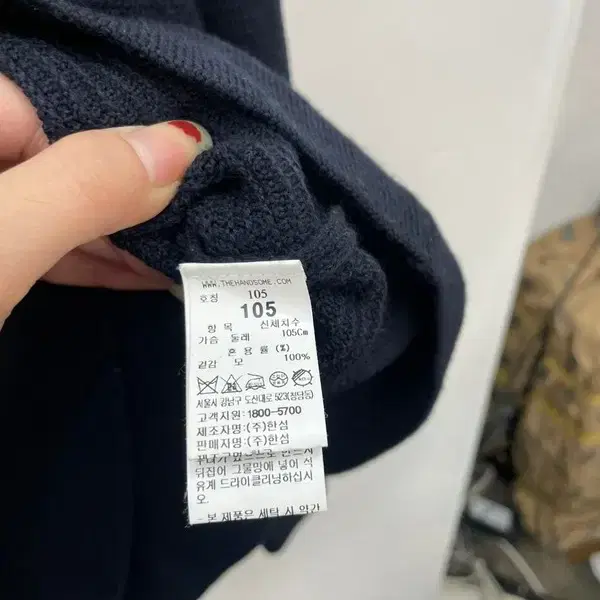 WWW.THEHANDSOME.COM
호칭 105
105
항 목 신체치수
가슴 둘레 105Cm
혼 용 률 (%)
겉감 모 100%
서울시 강남구 도산대로 523(청담동)
고객지원:1800-5700
제조자명:(주)한섬
판매자명:(주)한섬
뒤집어 그물망에 넣어 석
유계 드라이클리닝하십시
오.
- 본 제품은 세탁 시 약간